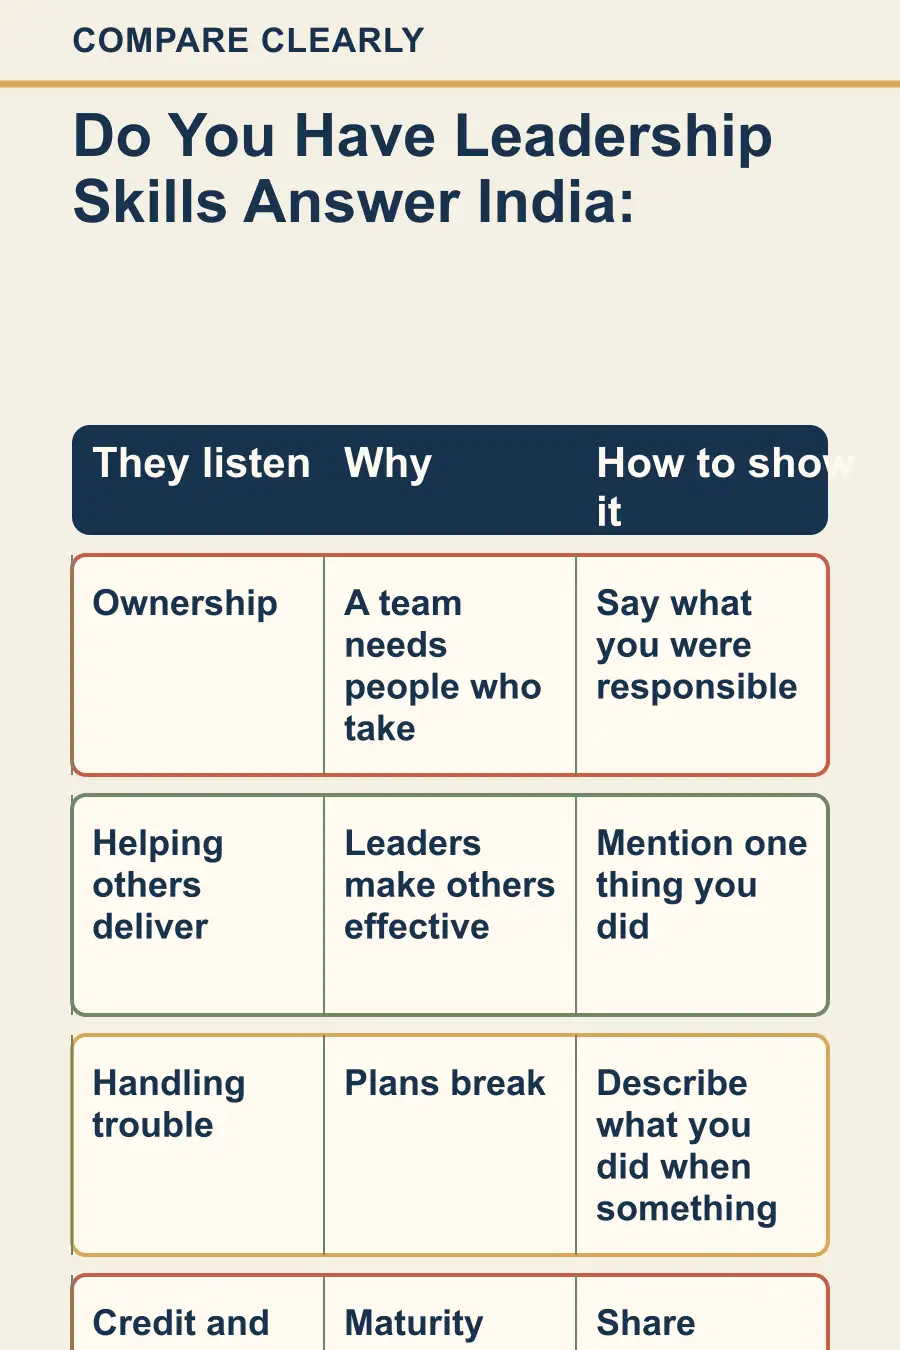 COMPARE CLEARLY
Do You Have Leadership
Skills Answer India:
They listen
Why
How to show
it
Ownership
A team
needs
people who
take
Say what
you were
responsible
Helping
others
deliver
Leaders
make others
effective
Mention one
thing you
did
Handling
trouble
Plans break
Describe
what you
did when
something
Credit and
Maturity
Share